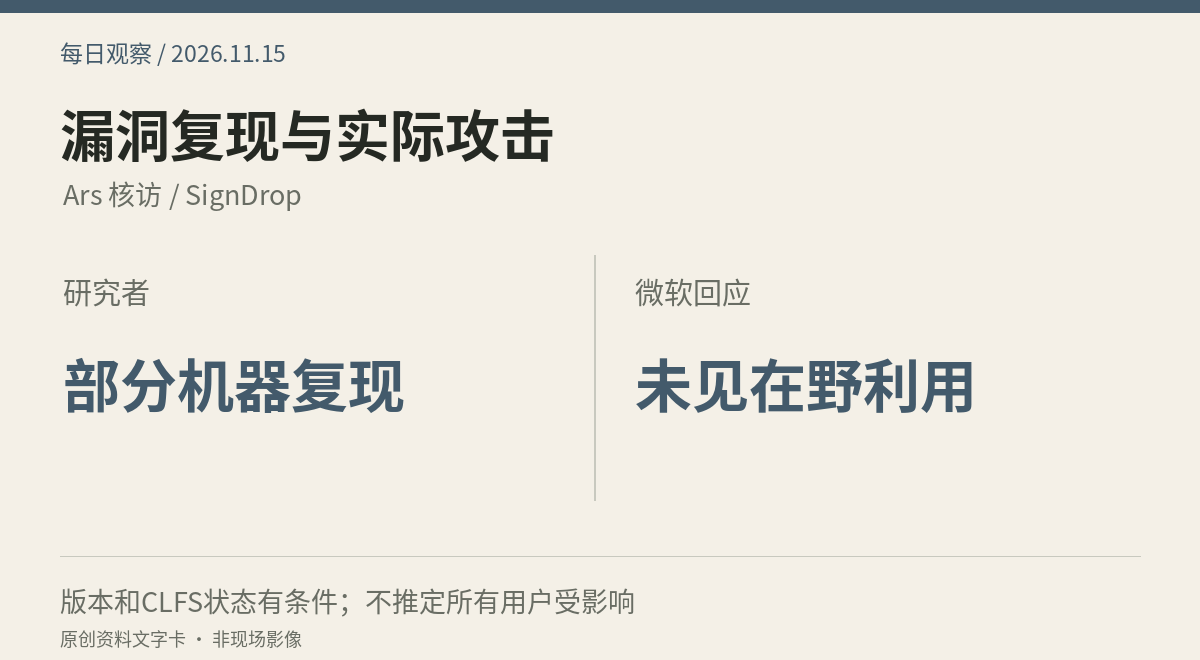 每日观察 / 2026.11.15
漏洞复现与实际攻击
Ars 核访 / SignDrop
研究者
部分机器复现
微软回应
未见在野利用
版本和CLFS状态有条件；不推定所有用户受影响
原创资料文字卡 · 非现场影像